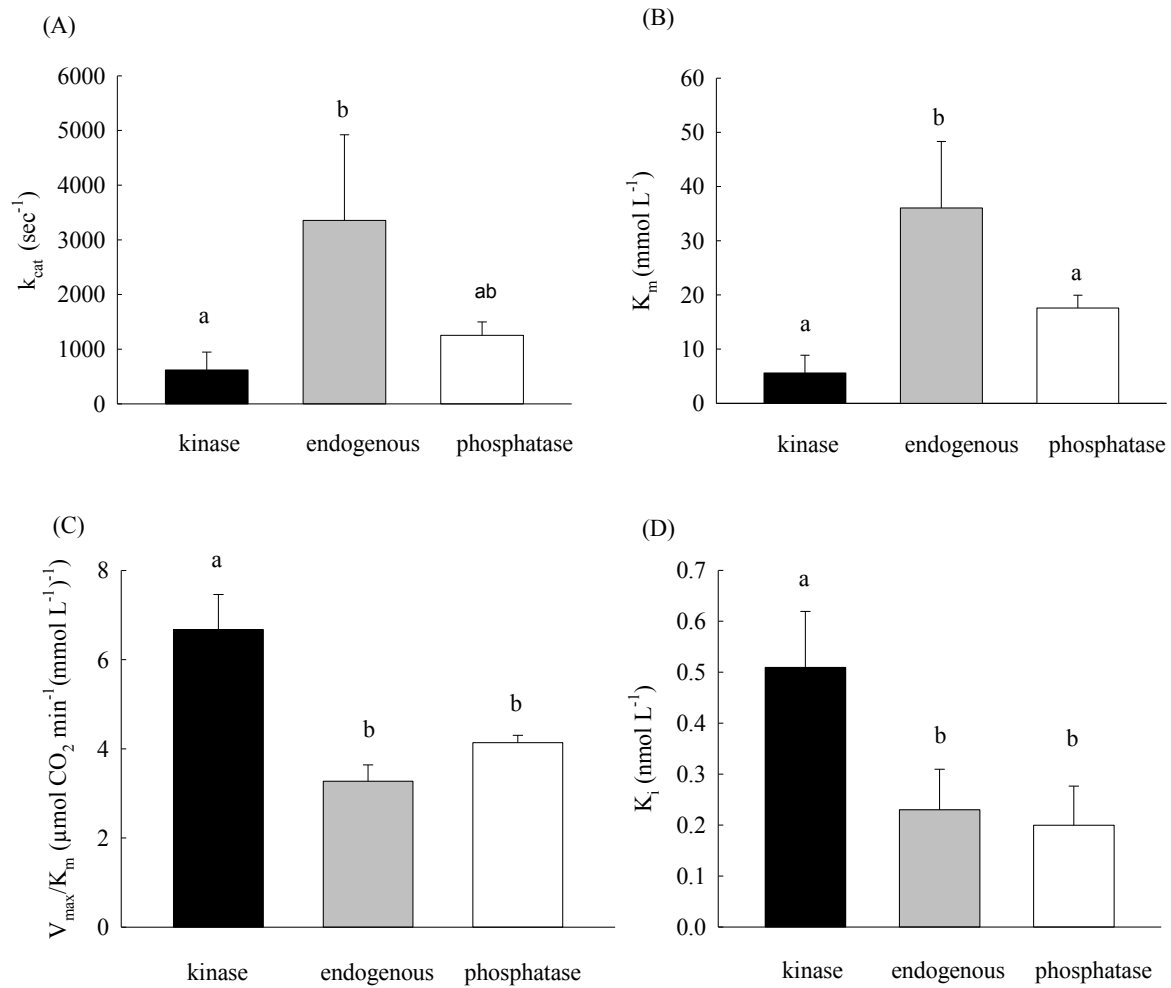 (A)
6000
5000
4000
3000
2000
1000
0
k_cat (sec⁻¹)
a
b
ab
kinase endogenous phosphatase
(B)
60
50
40
30
20
10
0
K_m (mmol L⁻¹)
a
b
a
kinase endogenous phosphatase
(C)
8
6
4
2
0
V_max/K_m (µmol CO₂ min⁻¹(mmol L⁻¹)⁻¹)
a
b
b
kinase endogenous phosphatase
(D)
0.7
0.6
0.5
0.4
0.3
0.2
0.1
0.0
K_i (nmol L⁻¹)
a
b
b
kinase endogenous phosphatase